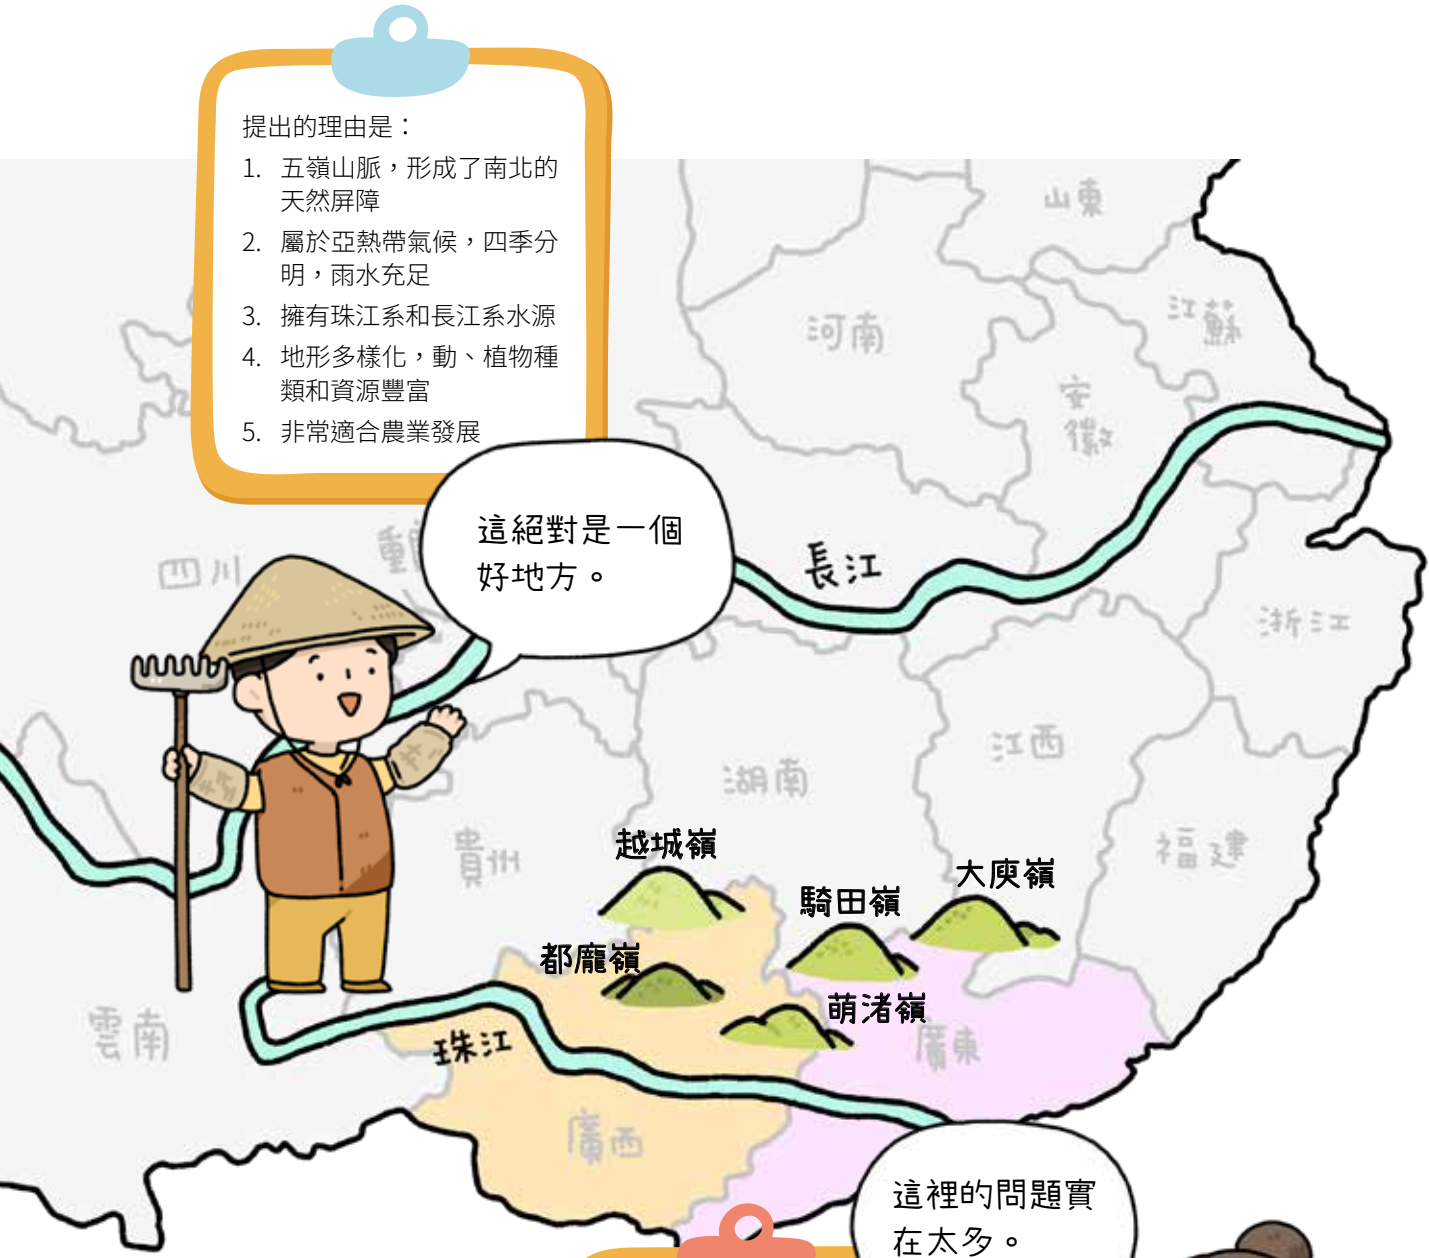 提出的理由是：
1. 五嶺山脈，形成了南北的
天然屏障
2. 屬於亞熱帶氣候，四季分
明，雨水充足
3. 擁有珠江系和長江系水源
4. 地形多樣化，動、植物種
類和資源豐富
5. 非常適合農業發展
山東
河南
江蘇
安
徽
這絕對是一個
好地方。
四川
長江
浙江
江西
湖南
越城嶺
貴州
福建
大庾嶺
騎田嶺
都龐嶺
萌渚嶺
雲南
珠江
廣東
廣西
這裡的問題實
在太多。